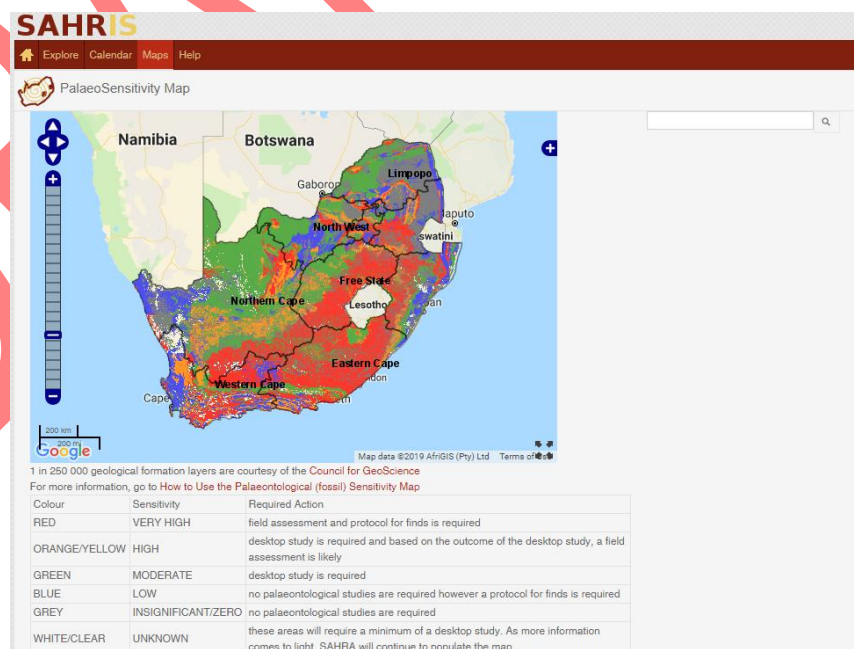 SAHRIS
Explore Calendar Maps Help
PalaeoSensitivity Map
Namibia
Botswana
Limpopo
North West
swatini
Free State
Northern Cape
Lesotho
Eastern Cape
Western Cape
Cape
200 km
200 mi
Google
Map data ©2019 AfriGIS (Pty) Ltd Terms of
1 in 250 000 geological formation layers are courtesy of the Council for GeoScience
For more information, go to How to Use the Palaeontological (fossil) Sensitivity Map
Colour Sensitivity Required Action
RED VERY HIGH field assessment and protocol for finds is required
ORANGE/YELLOW HIGH desktop study is required and based on the outcome of the desktop study, a field
assessment is likely
GREEN MODERATE desktop study is required
BLUE LOW no palaeontological studies are required however a protocol for finds is required
GREY INSIGNIFICANT/ZERO no palaeontological studies are required
WHITE/CLEAR UNKNOWN these areas will require a minimum of a desktop study. As more information
comes to light, SAHRA will continue to populate the map.